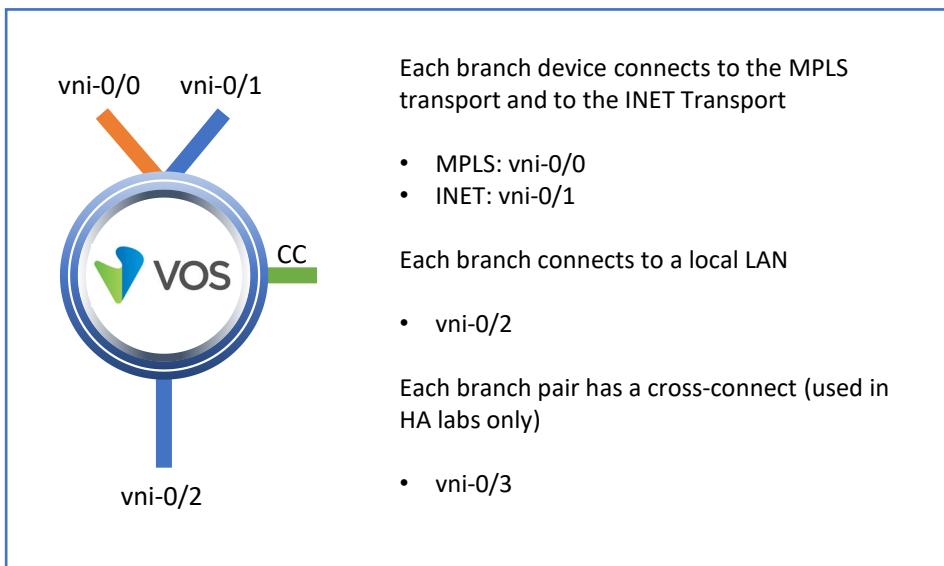 vni-0/0 vni-0/1
CC
VOS
vni-0/2
Each branch device connects to the MPLS
transport and to the INET Transport
• MPLS: vni-0/0
• INET: vni-0/1
Each branch connects to a local LAN
• vni-0/2
Each branch pair has a cross-connect (used in
HA labs only)
• vni-0/3